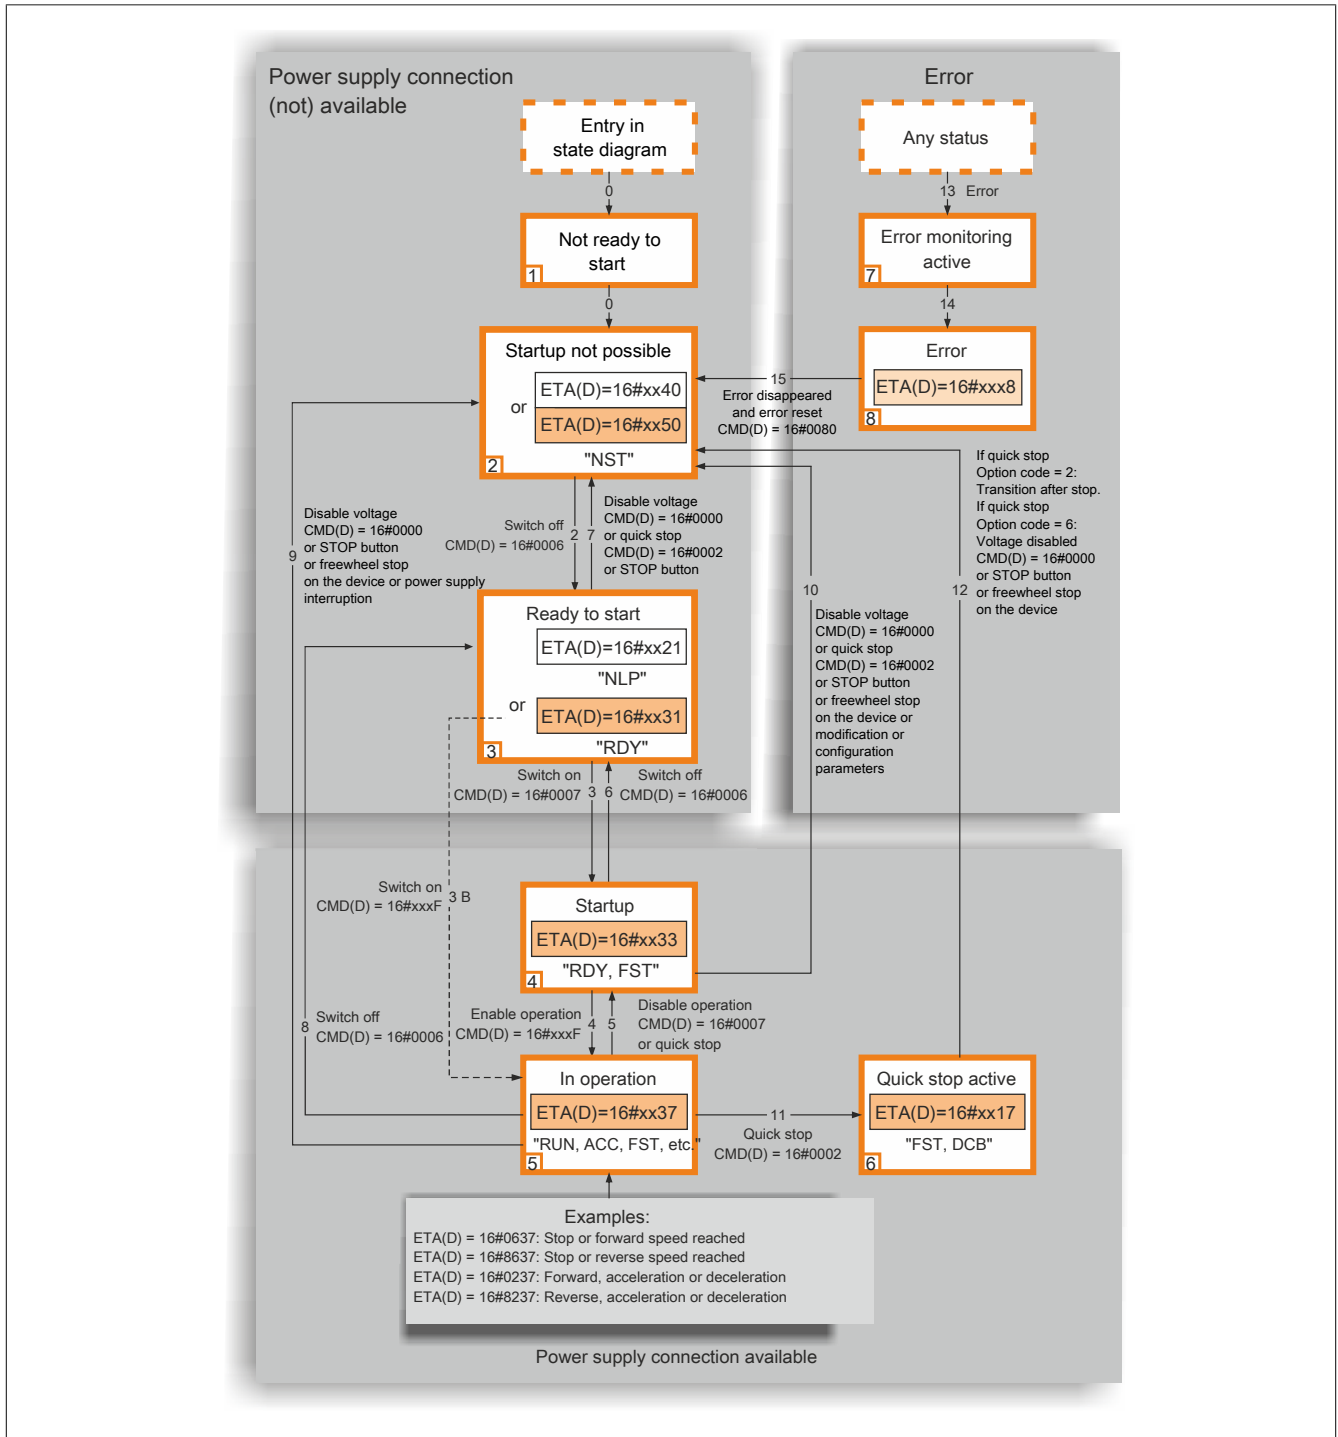 Power supply connection
(not) available
Entry in
state diagram
0
Not ready to
start
1
0
Startup not possible
ETA(D)=16#xx40
or
ETA(D)=16#xx50
"NST"
2
Error
Any status
13 Error
Error monitoring
active
7
14
Error
ETA(D)=16#xxx8
8
15
Error disappeared
and error reset
CMD(D) = 16#0080
If quick stop
Option code = 2:
Transition after stop.
If quick stop
Option code = 6:
Voltage disabled
CMD(D) = 16#0000
or STOP button
or freewheel stop
on the device
12
Disable voltage
CMD(D) = 16#0000
or STOP button
or freewheel stop
on the device or power supply
interruption
9
Switch off
CMD(D) = 16#0006
2
7
Disable voltage
CMD(D) = 16#0000
or quick stop
CMD(D) = 16#0002
or STOP button
10
Disable voltage
CMD(D) = 16#0000
or quick stop
CMD(D) = 16#0002
or STOP button
or freewheel stop
on the device or
modification or
configuration
parameters
Ready to start
ETA(D)=16#xx21
"NLP"
or
ETA(D)=16#xx31
"RDY"
3
Switch on
CMD(D) = 16#0007
3
6
Switch off
CMD(D) = 16#0006
Switch on
CMD(D) = 16#xxxF
3 B
Startup
ETA(D)=16#xx33
"RDY, FST"
4
8
Switch off
CMD(D) = 16#0006
Enable operation
CMD(D) = 16#xxxF
4
5
Disable operation
CMD(D) = 16#0007
or quick stop
In operation
ETA(D)=16#xx37
"RUN, ACC, FST, etc."
5
11
Quick stop
CMD(D) = 16#0002
Quick stop active
ETA(D)=16#xx17
"FST, DCB"
6
Examples:
ETA(D) = 16#0637: Stop or forward speed reached
ETA(D) = 16#8637: Stop or reverse speed reached
ETA(D) = 16#0237: Forward, acceleration or deceleration
ETA(D) = 16#8237: Reverse, acceleration or deceleration
Power supply connection available